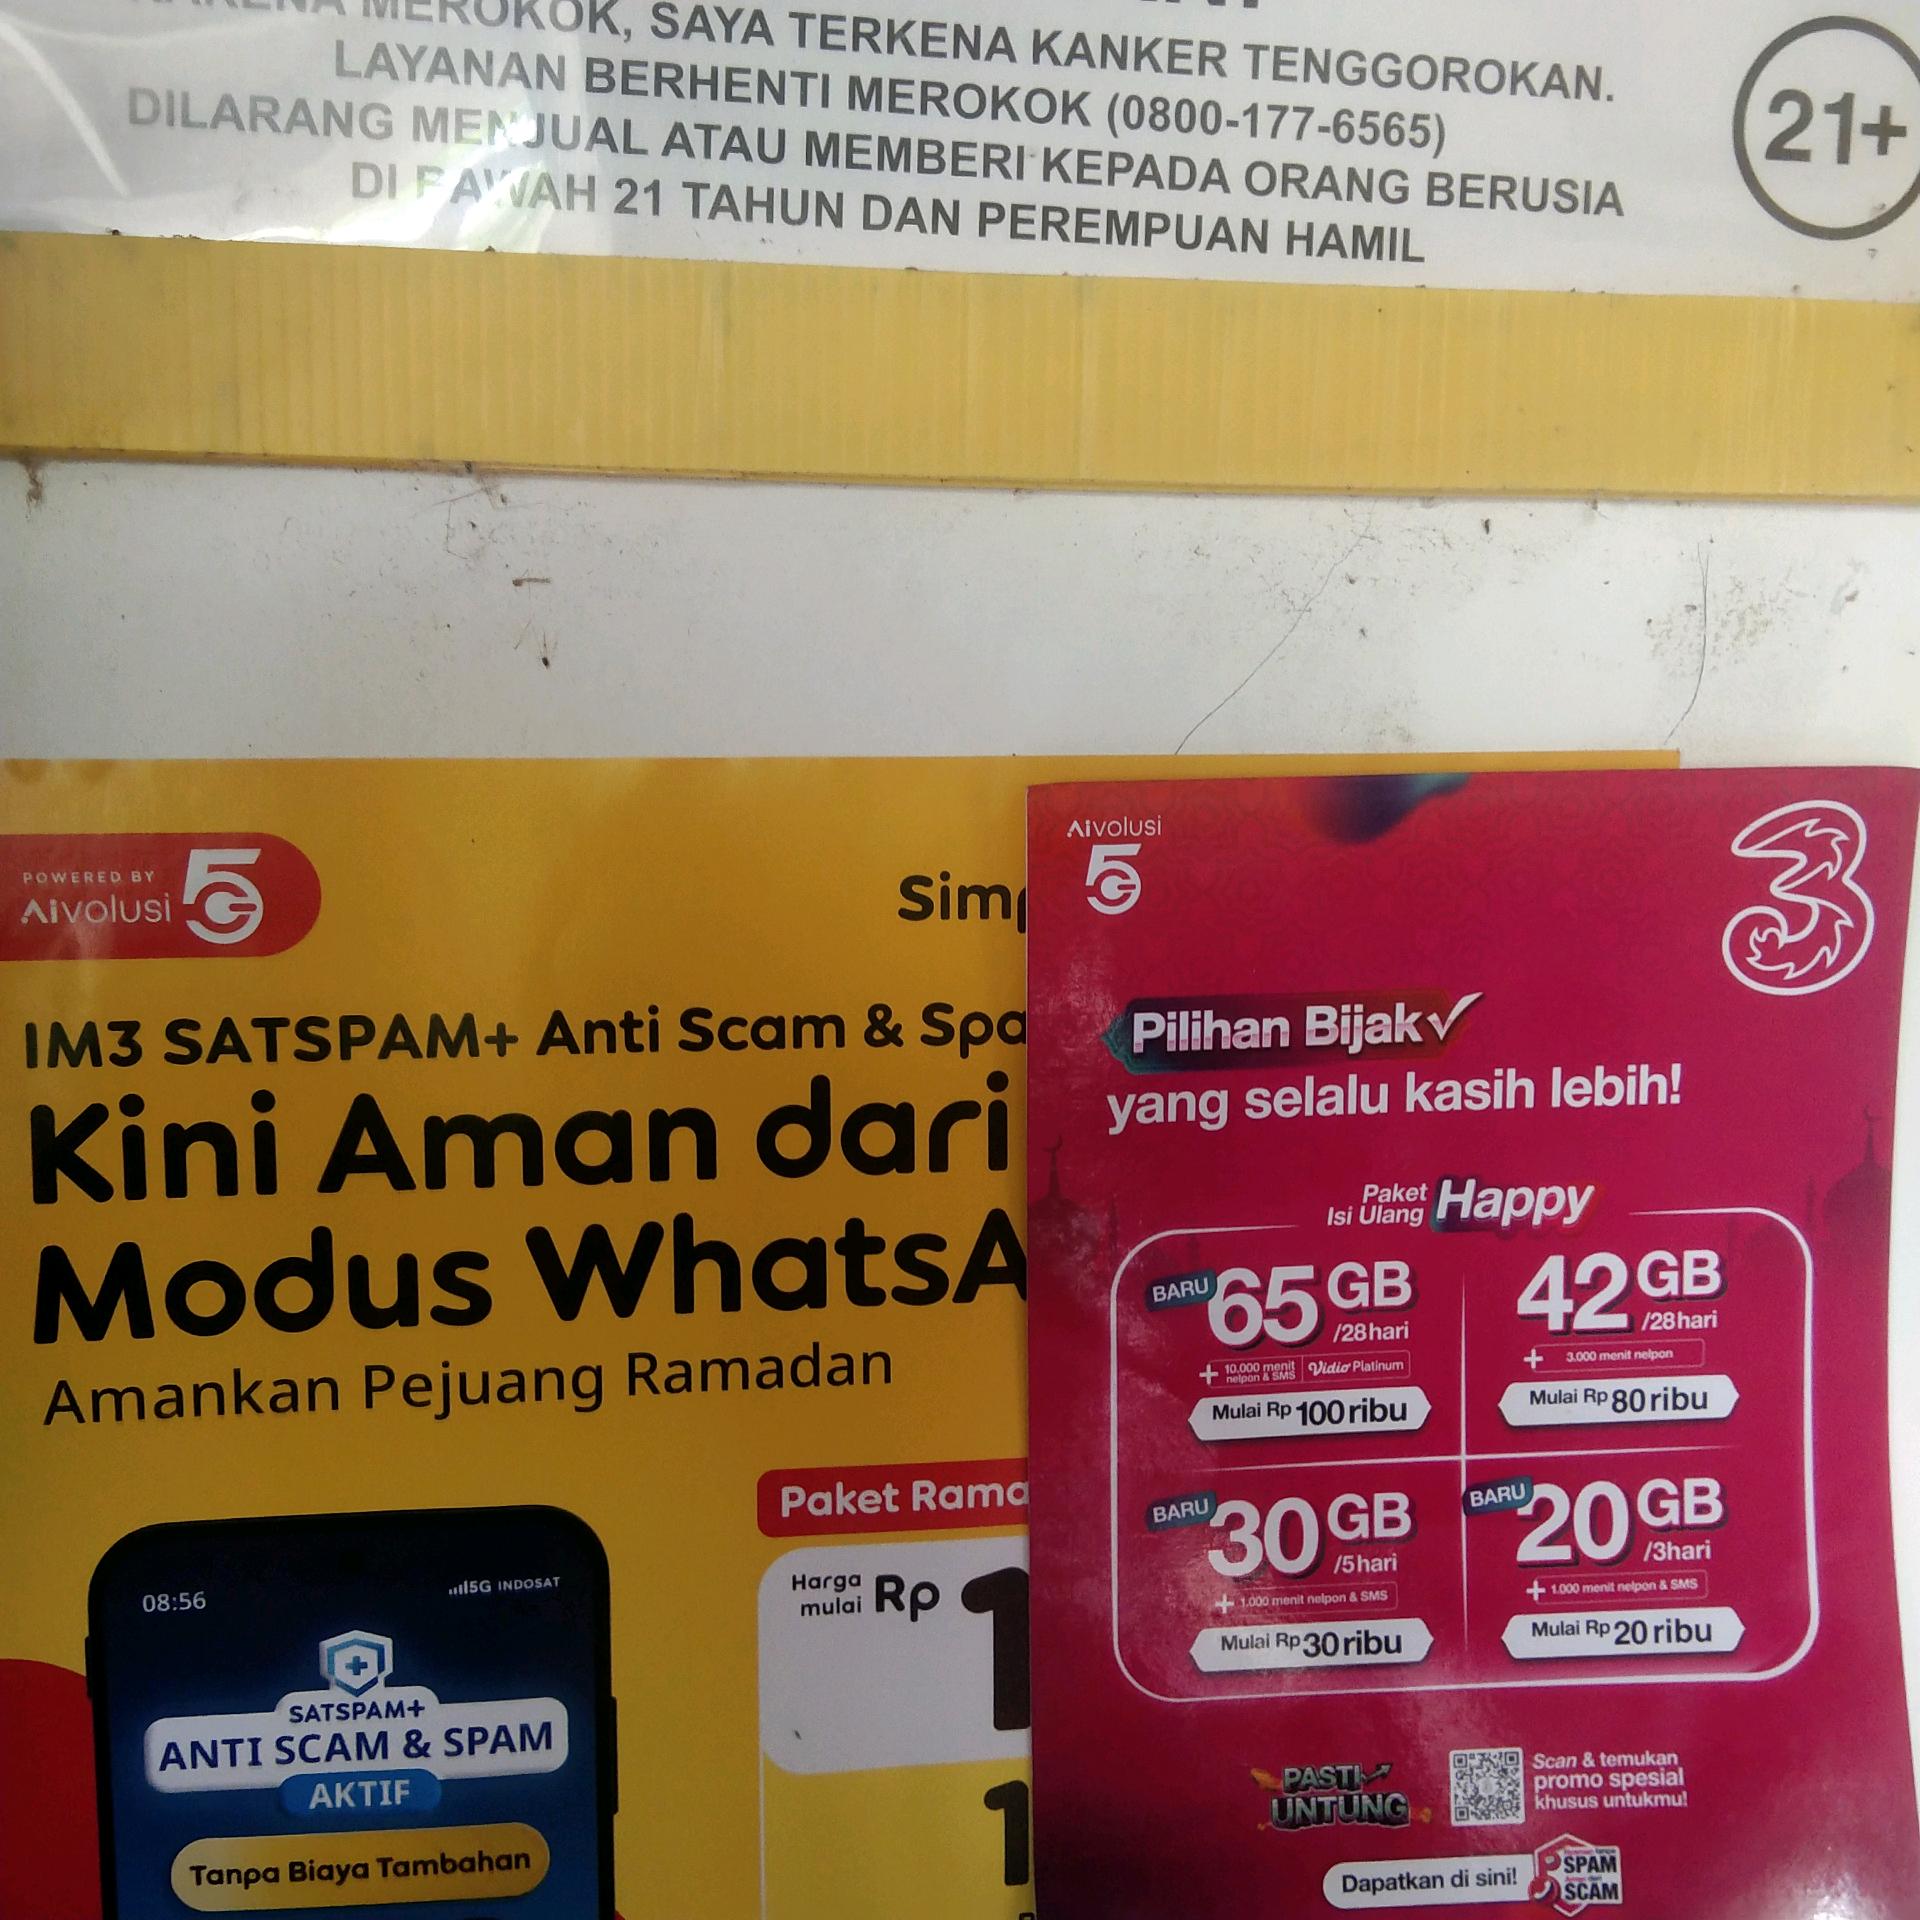 MEROKOK, SAYA TERKENA KANKER TENGGOROKAN.
LAYANAN BERHENTI MEROKOK (0800-177-6565)
DILARANG MENJUAL ATAU MEMBERI KEPADA ORANG BERUSIA
DI BAWAH 21 TAHUN DAN PEREMPUAN HAMIL
21+
POWERED BY
AIvolusi 5G
IM3 SATSPAM+ Anti Scam &
Kini Aman dari
Modus
Amankan Pejuang Ramadan
Paket
Harga
mulai Rp
08:56
5G INDOSAT
SATSPAM+
ANTI SCAM & SPAM
AKTIF
Tanpa Biaya Tambahan
AIvolusi
5G
3
Pilihan Bijak
yang selalu kasih lebih!
Paket
Isi Ulang Happy
BARU 65 GB
/28hari
+ 10.000 menit
nelpon & SMS
Vidio Platinum
Mulai Rp 100 ribu
42 GB
/28hari
+ 3.000 menit nelpon
Mulai Rp 80 ribu
BARU 30 GB
/5hari
+ 1.000 menit nelpon & SMS
Mulai Rp 30 ribu
BARU 20 GB
/3hari
+ 1.000 menit nelpon & SMS
Mulai Rp 20 ribu
PASTI
UNTUNG
Scan & temukan
promo spesial
khusus untukmu!
Dapatkan di sini!
SPAM
SCAM